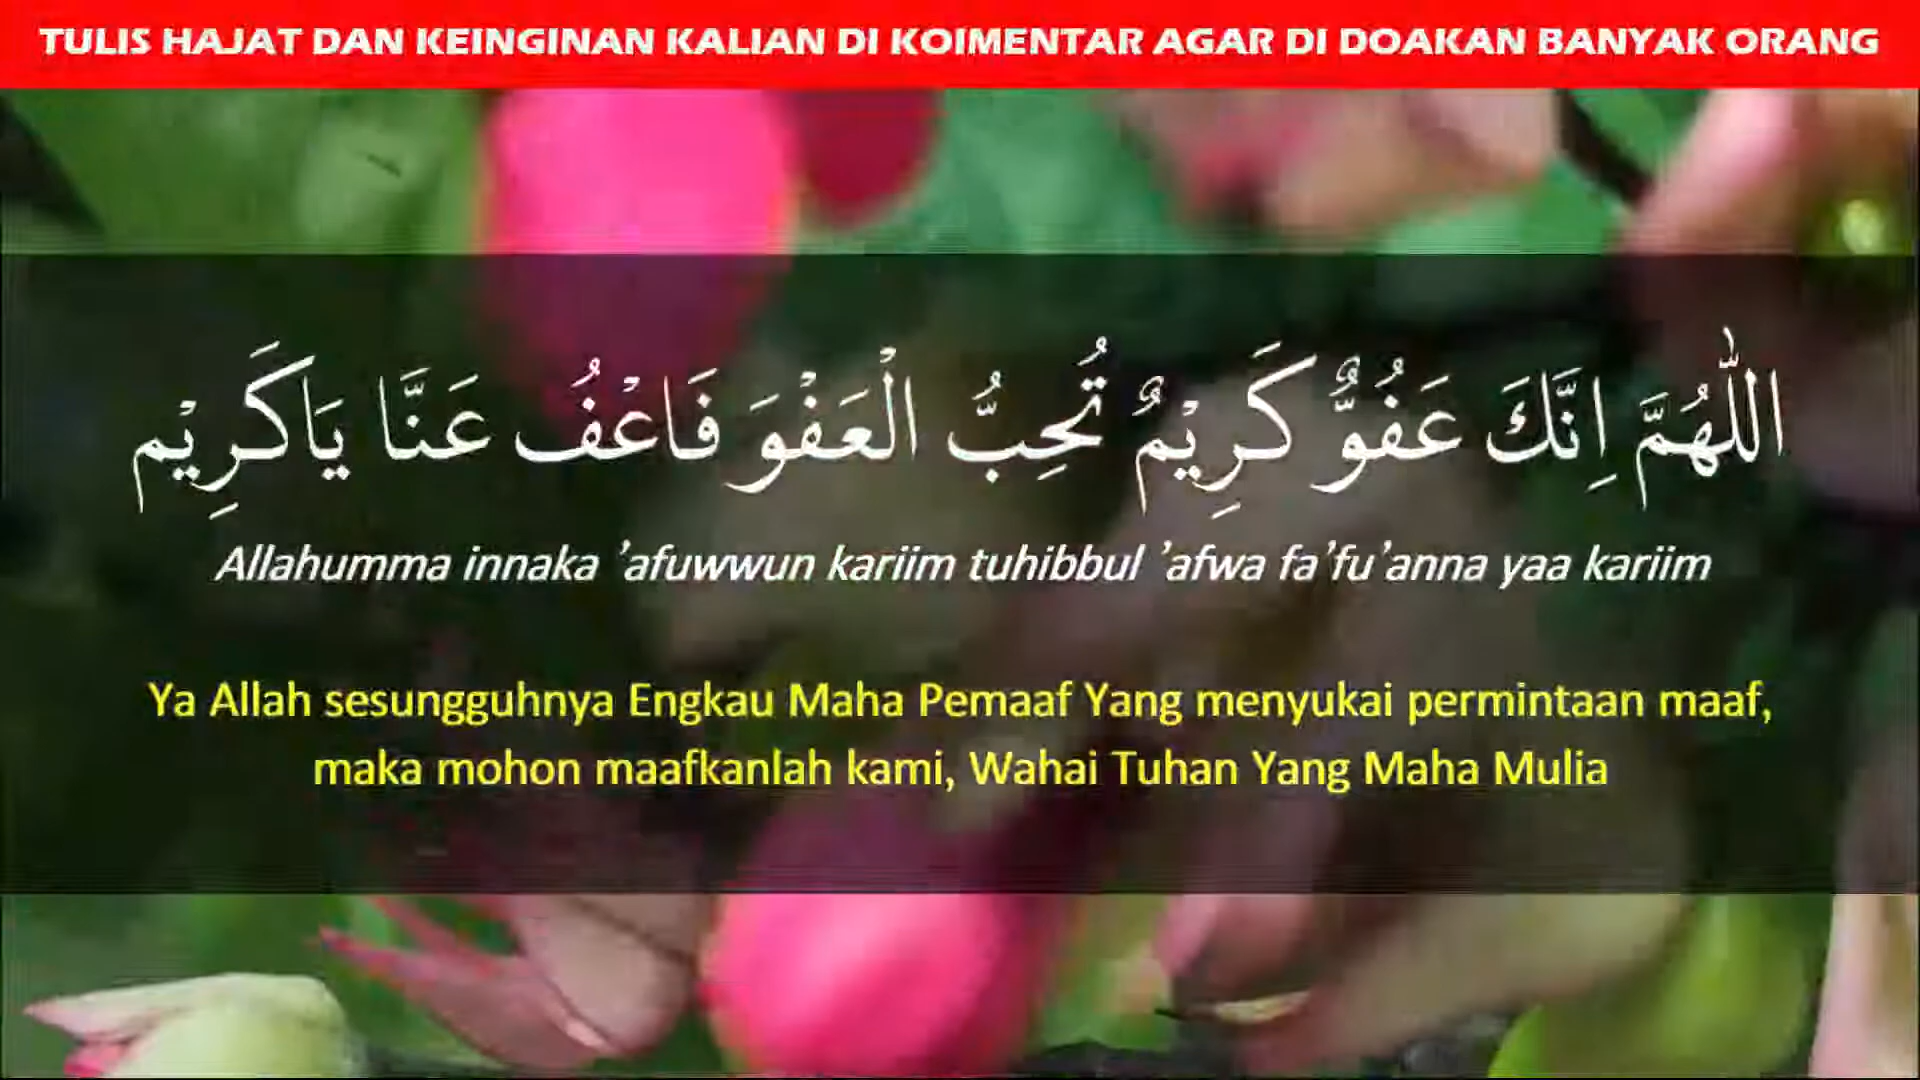 TULIS HAJAT DAN KEINGINAN KALIAN DI KOIMENTAR AGAR DI DOAKAN BANYAK ORANG
اللّٰهُمَّ اِنَّكَ عَفُوٌّ كَرِيْمٌ تُحِبُّ الْعَفْوَ فَاعْفُ عَنَّا يَاكَرِيْم
Allahumma innaka ’afuwwun kariim tuhibbul ’afwa fa’fu’anna yaa kariim
Ya Allah sesungguhnya Engkau Maha Pemaaf Yang menyukai permintaan maaf,
maka mohon maafkanlah kami, Wahai Tuhan Yang Maha Mulia